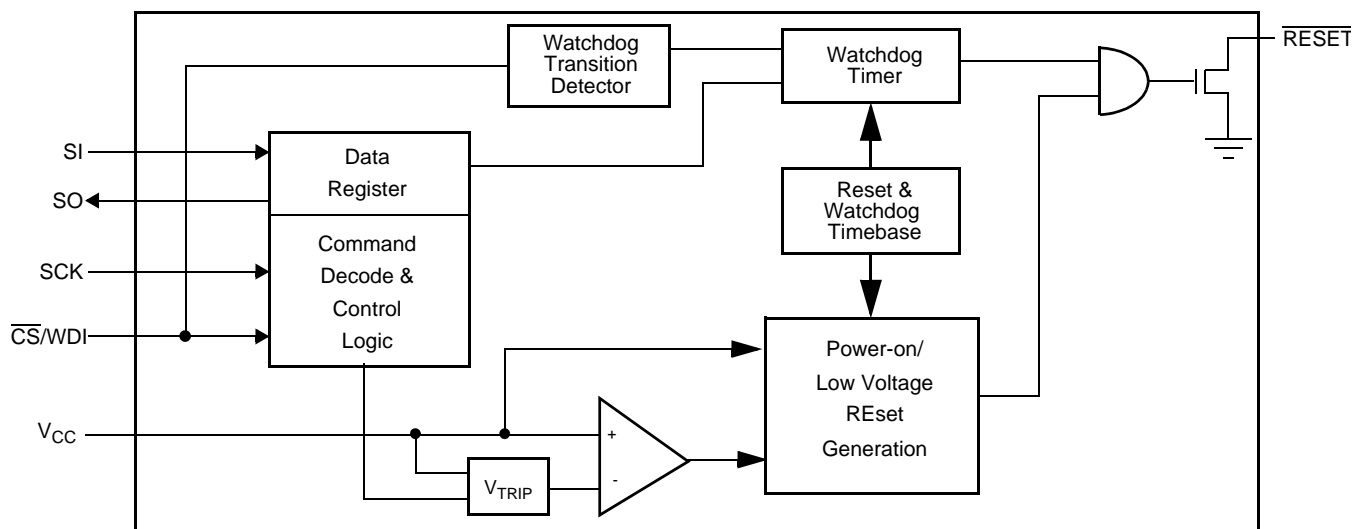 Watchdog
Transition
Detector
Watchdog
Timer
RESET
SI
SO
SCK
CS/WDI
VCC
Data
Register
Command
Decode &
Control
Logic
Reset &
Watchdog
Timebase
Power-on/
Low Voltage
REset
Generation
+
-
VTRIP